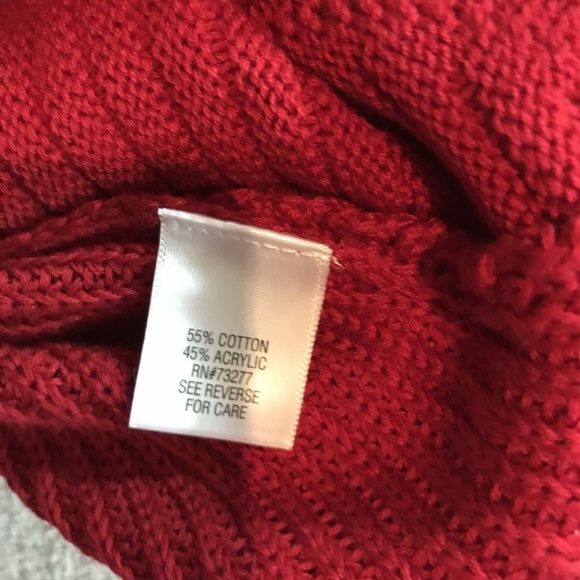 55% COTTON
45% ACRYLIC
RN#73277
SEE REVERSE
FOR CARE